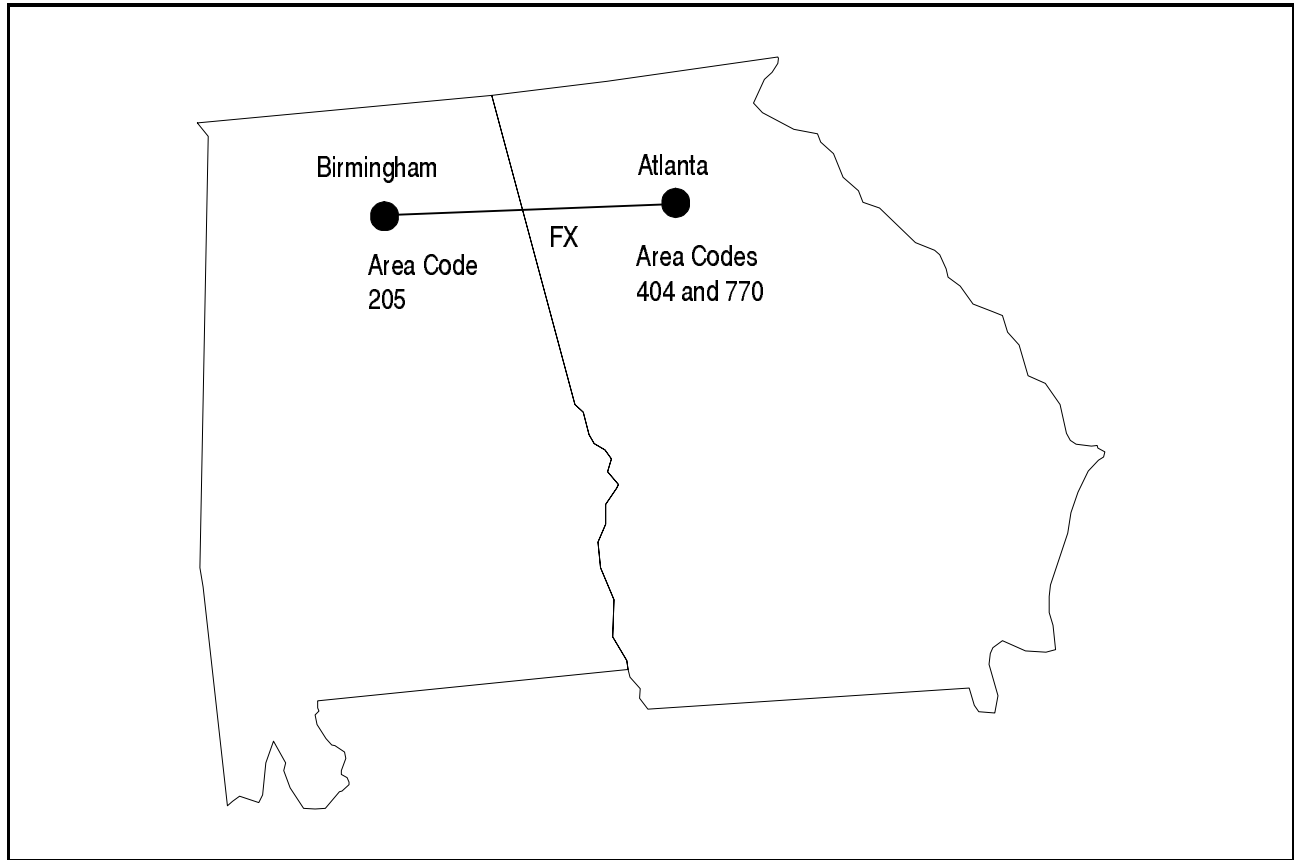 Birmingham
Area Code
205
FX
Atlanta
Area Codes
404 and 770